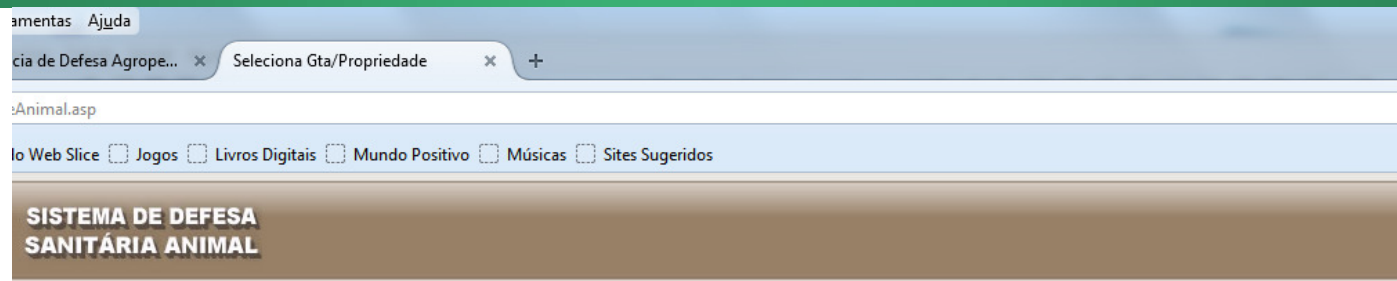 amentas Ajuda
cia de Defesa Agrope... × Seleciona Gta/Propriedade × +
eAnimal.asp
lo Web Slice Jogos Livros Digitais Mundo Positivo Músicas Sites Sugeridos
SISTEMA DE DEFESA
SANITÁRIA ANIMAL